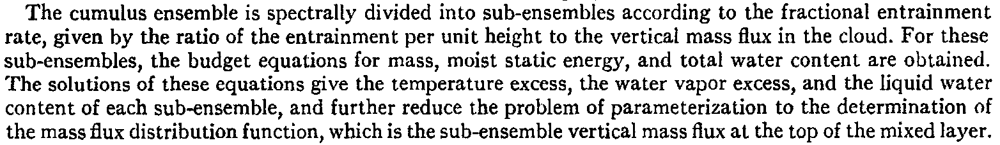 The cumulus ensemble is spectrally divided into sub-ensembles according to the fractional entrainment
rate, given by the ratio of the entrainment per unit height to the vertical mass flux in the cloud. For these
sub-ensembles, the budget equations for mass, moist static energy, and total water content are obtained.
The solutions of these equations give the temperature excess, the water vapor excess, and the liquid water
content of each sub-ensemble, and further reduce the problem of parameterization to the determination of
the mass flux distribution function, which is the sub-ensemble vertical mass flux at the top of the mixed layer.